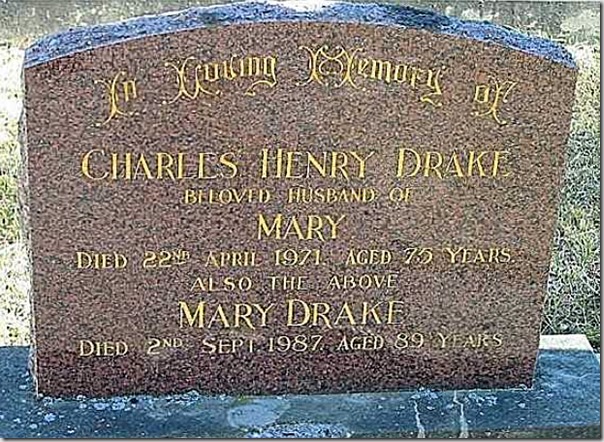 In Loving Memory of
CHARLES HENRY DRAKE
BELOVED HUSBAND OF
MARY
DIED 22ND APRIL 1971. AGED 75 YEARS.
ALSO THE ABOVE
MARY DRAKE
DIED 2ND SEPT 1987 AGED 89 YEARS